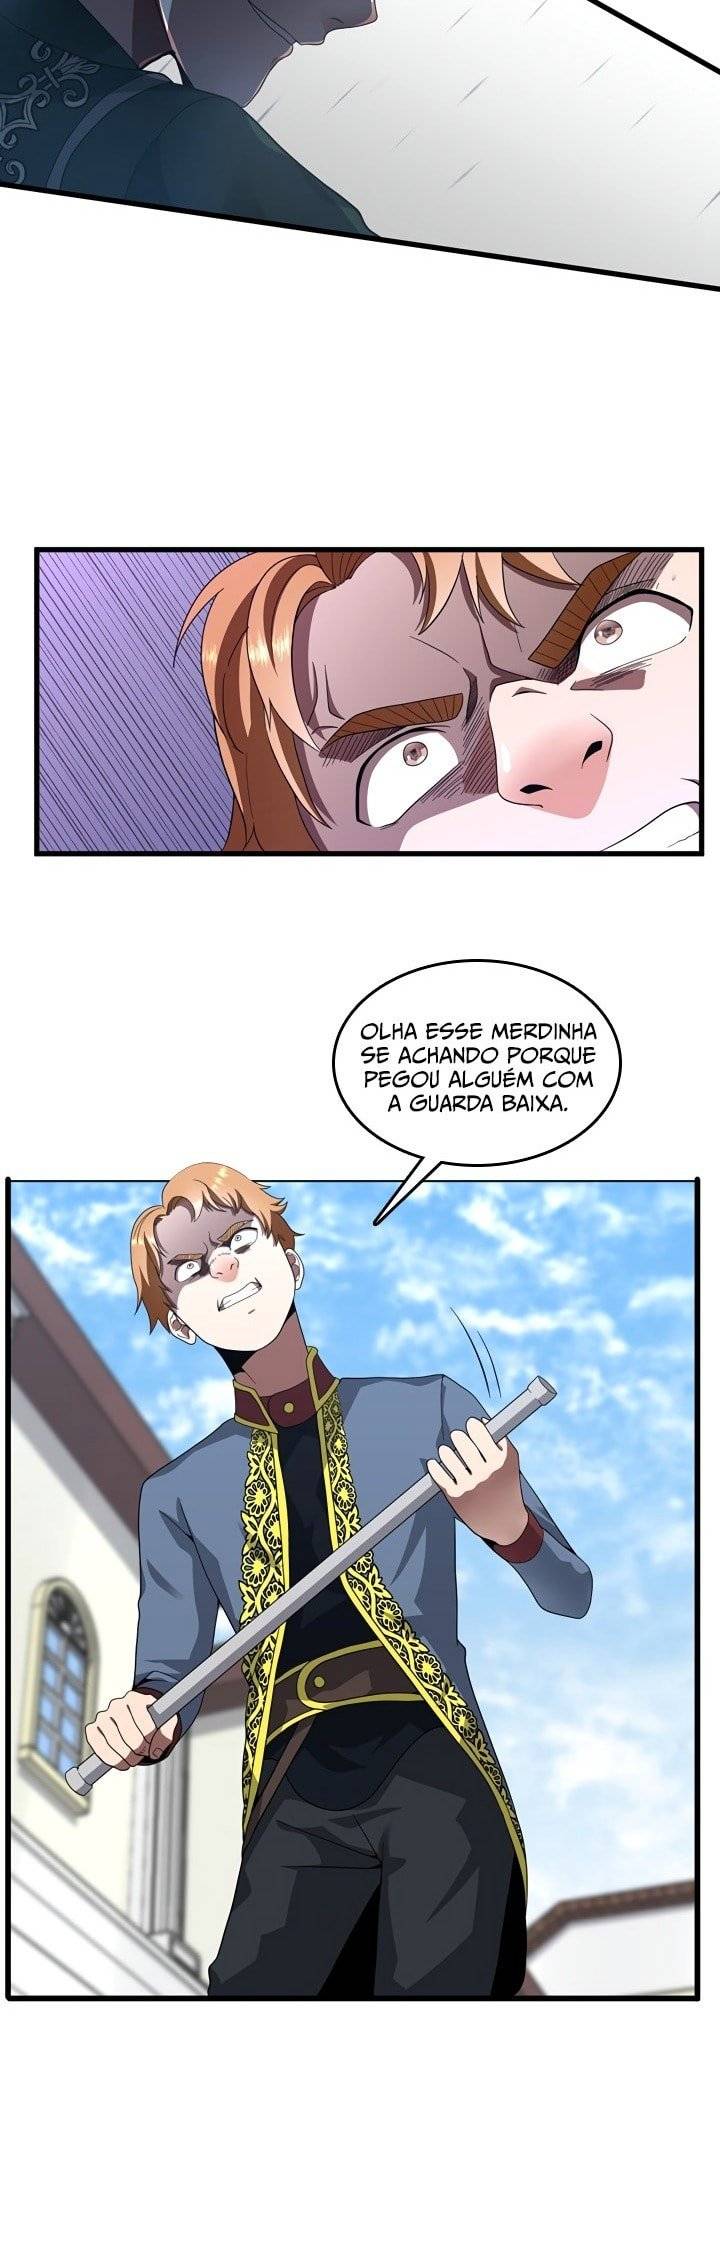 OLHA ESSE MERDINHA
SE ACHANDO PORQUE
PEGOU ALGUÉM COM
A GUARDA BAIXA.